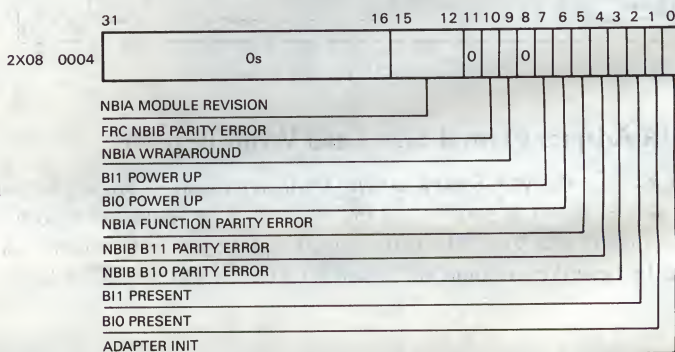 31 16 15 12 11 10 9 8 7 6 5 4 3 2 1 0
2X08 0004 0s 0 0
NBIA MODULE REVISION
FRC NBIB PARITY ERROR
NBIA WRAPAROUND
BI1 POWER UP
BI0 POWER UP
NBIA FUNCTION PARITY ERROR
NBIB B11 PARITY ERROR
NBIB B10 PARITY ERROR
BI1 PRESENT
BI0 PRESENT
ADAPTER INIT